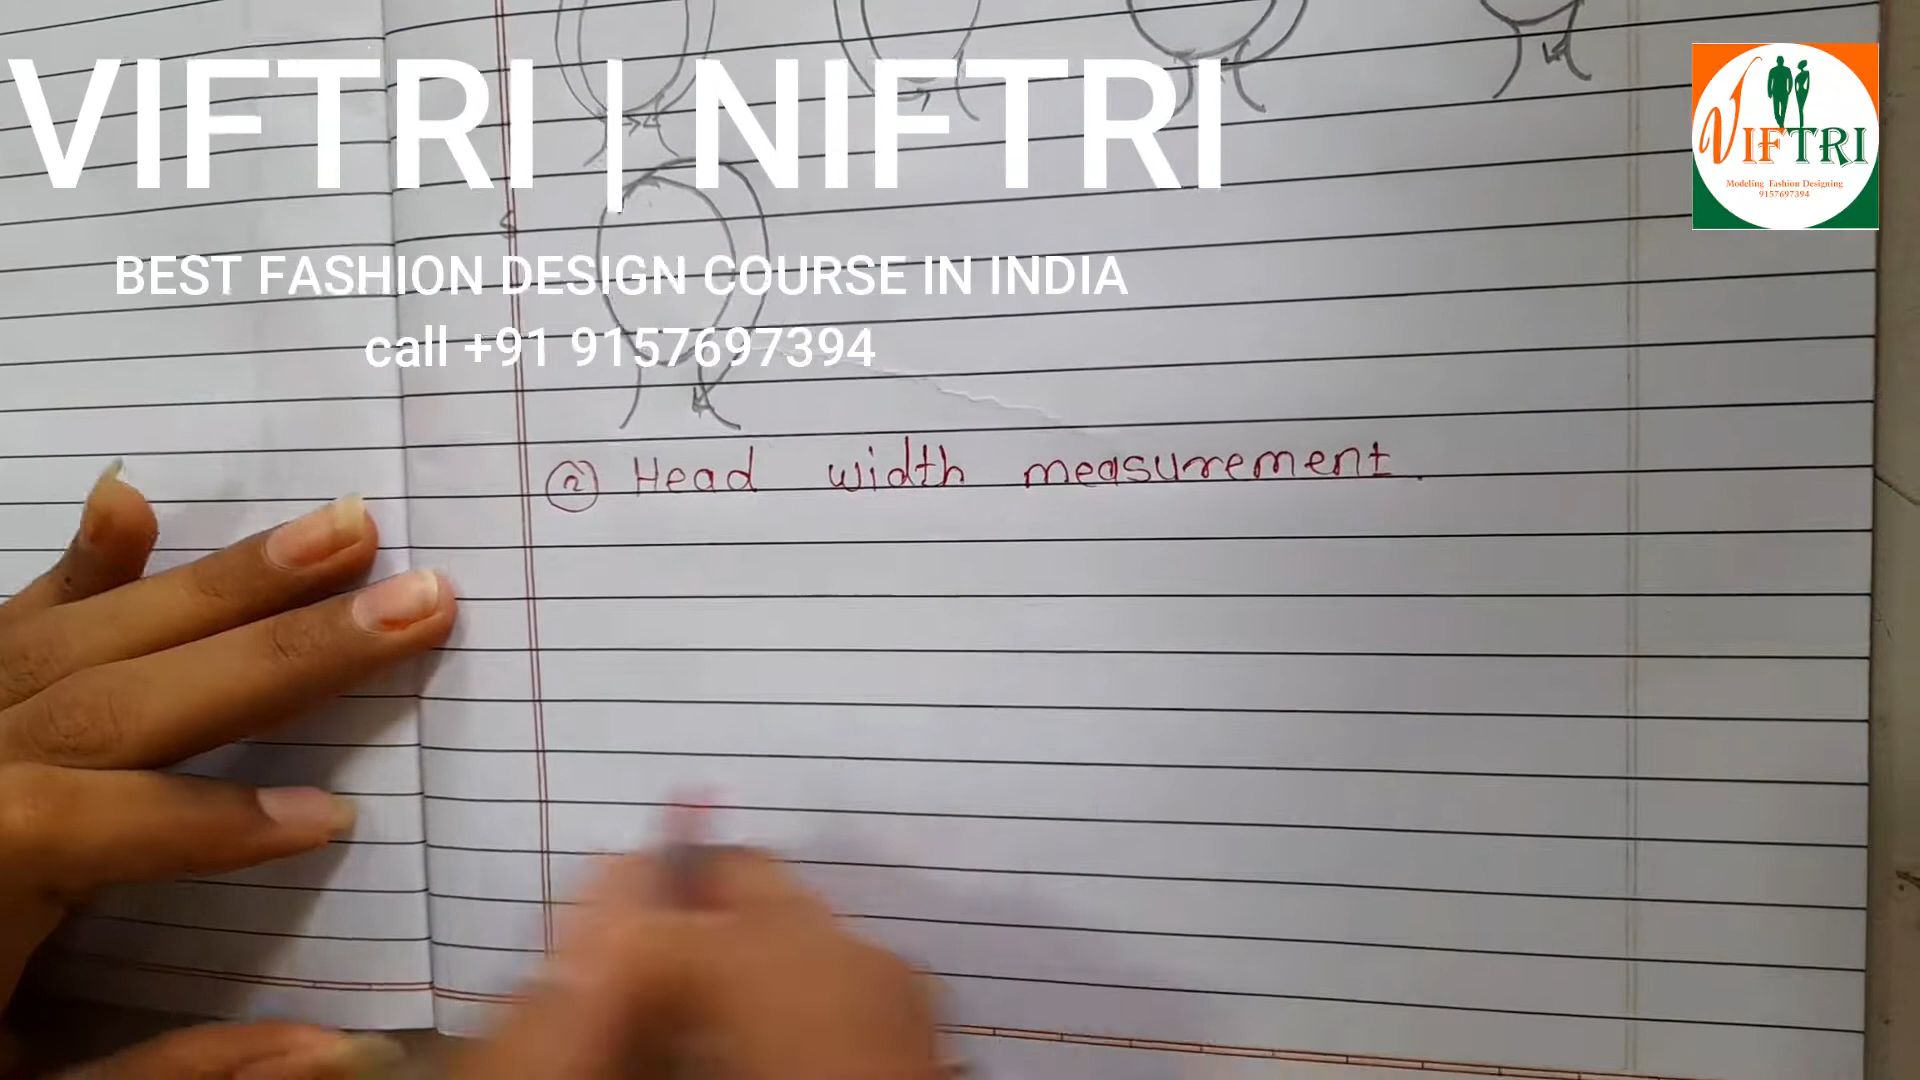 VIFTRI | NIFTRI
VIFTRI
Modeling Fashion Designing
9157697394
BEST FASHION DESIGN COURSE IN INDIA
call +91 9157697394
② Head width measurement.